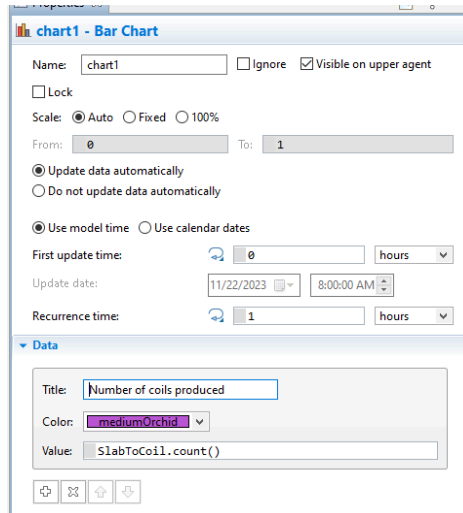 Properties
chart1 - Bar Chart
Name: chart1 Ignore Visible on upper agent
Lock
Scale: Auto Fixed 100%
From: 0 To: 1
Update data automatically
Do not update data automatically
Use model time Use calendar dates
First update time: 0 hours
Update date: 11/22/2023 8:00:00 AM
Recurrence time: 1 hours
Data
Title: Number of coils produced
Color: mediumOrchid
Value: SlabToCoil.count()